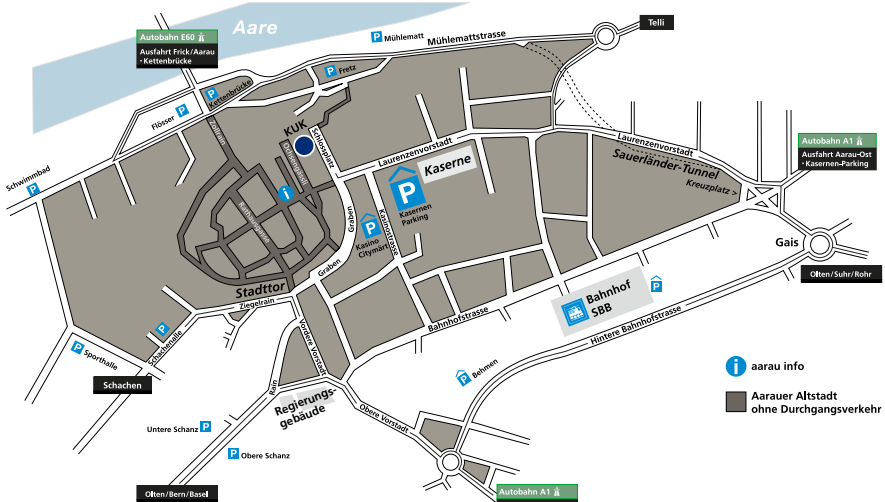 Aare
Telli
Autobahn E60
Ausfahrt Frick/Aarau
• Kettenbrücke
P Mühlematt
Mühlemattstrasse
P Fretz
P
Kettenbrücke
P
Flösser
KUK
Schlossplatz
Laurenzenvorstadt
Laurenzenvorstadt
Autobahn A1
Ausfahrt Aarau-Ost
• Kasernen-Parking
Sauerländer-Tunnel
Kreuzplatz >
Schwimmbad
P
Kaserne
P
Kasernen
Parking
i
Rathausgasse
Graben
P
Kasino
Citymärt
Kasinostrasse
Gais
Olten/Suhr/Rohr
Graben
Stadttor
Ziegelrain
Bahnhof
SBB
P
Bahnhofstrasse
Hintere Bahnhofstrasse
P
Schachenallee
P Sporthalle
Schachen
Vordere Vorstadt
Rain
P Behmen
Regierungs-
gebäude
Obere Vorstadt
Untere Schanz P
P Obere Schanz
Olten/Bern/Basel
Autobahn A1
i aarau info
Aarauer Altstadt
ohne Durchgangsverkehr